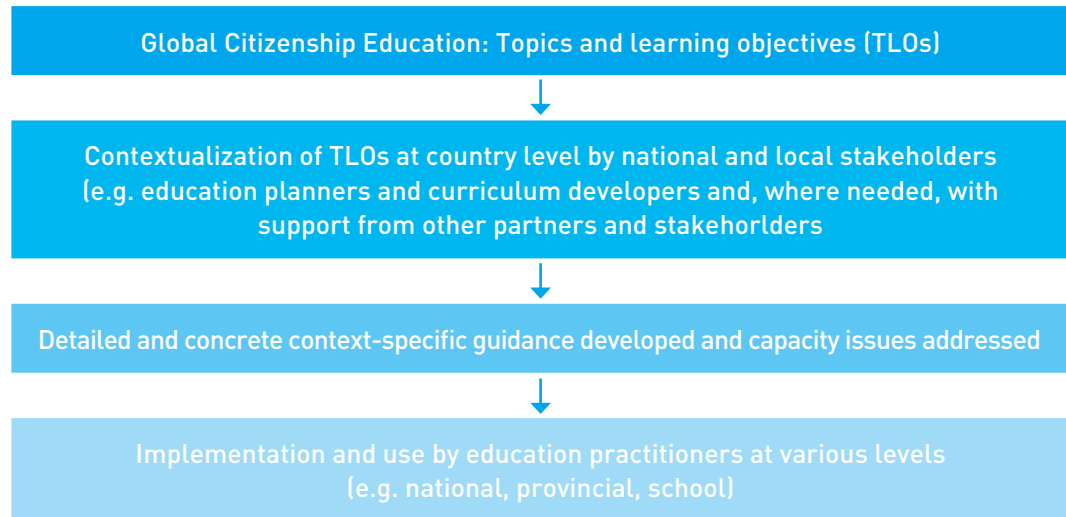 Global Citizenship Education: Topics and learning objectives (TLOs)
Contextualization of TLOs at country level by national and local stakeholders
(e.g. education planners and curriculum developers and, where needed, with
support from other partners and stakehorlders
Detailed and concrete context-specific guidance developed and capacity issues addressed
Implementation and use by education practitioners at various levels
(e.g. national, provincial, school)